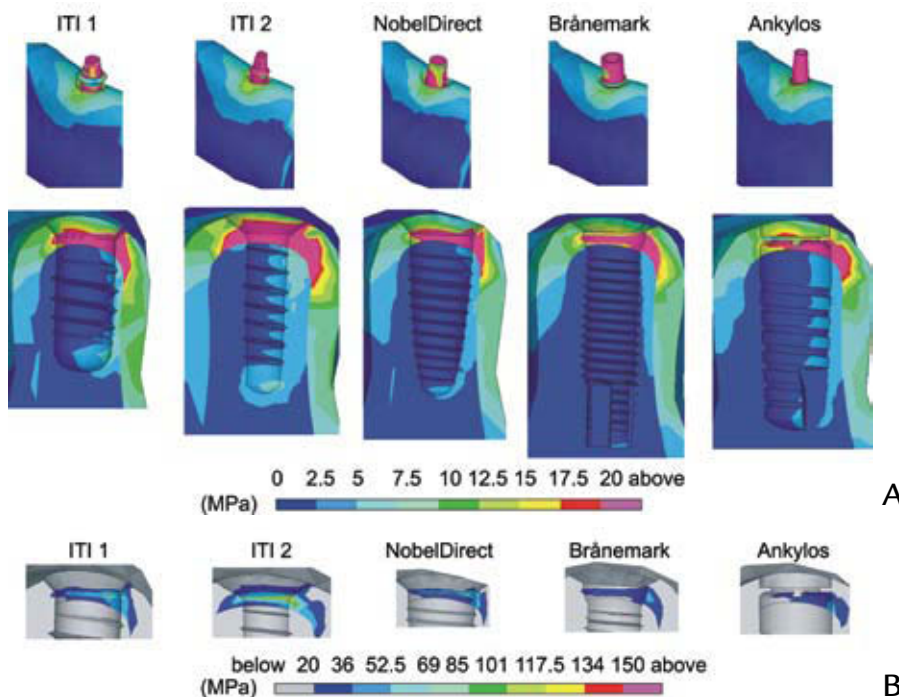 ITI 1 ITI 2 NobelDirect Brånemark Ankylos
0 2.5 5 7.5 10 12.5 15 17.5 20 above
(MPa)
A
ITI 1 ITI 2 NobelDirect Brånemark Ankylos
below 20 36 52.5 69 85 101 117.5 134 150 above
(MPa)
B